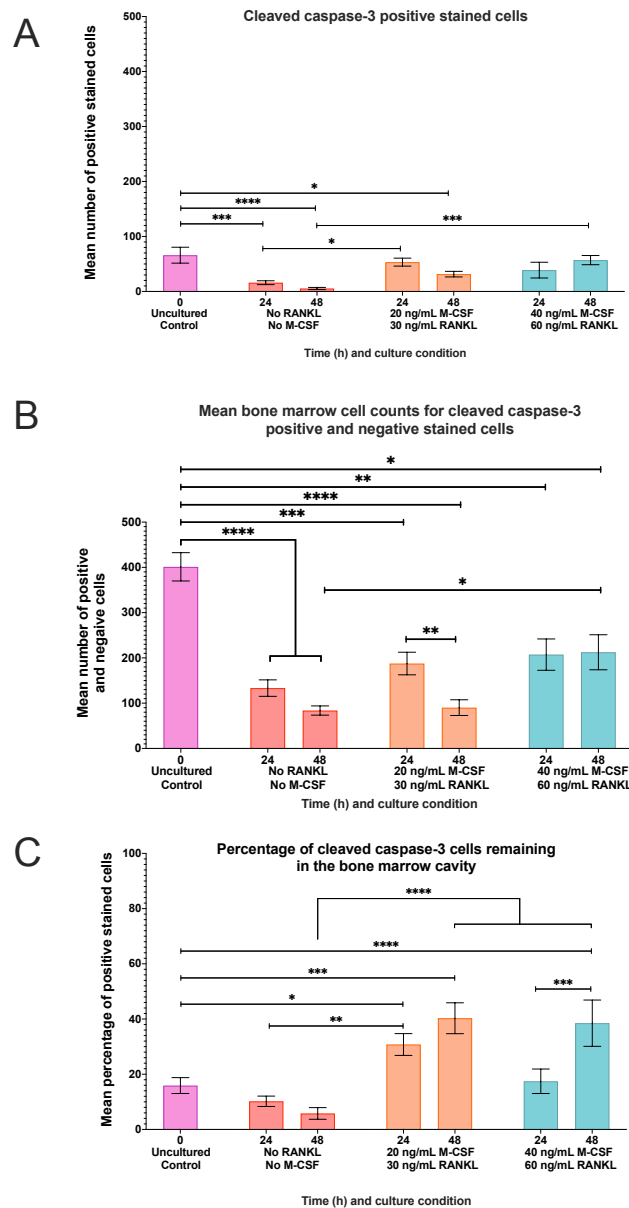 A
Cleaved caspase-3 positive stained cells
Mean number of positive stained cells
500
400
300
200
100
0
*
****
***
***
*
0
24
48
24
48
24
48
Uncultured
Control
No RANKL
No M-CSF
20 ng/mL M-CSF
30 ng/mL RANKL
40 ng/mL M-CSF
60 ng/mL RANKL
Time (h) and culture condition
B
Mean bone marrow cell counts for cleaved caspase-3
positive and negative stained cells
Mean number of positive
and negaive cells
*
**
****
***
****
*
**
500
400
300
200
100
0
0
24
48
24
48
24
48
Uncultured
Control
No RANKL
No M-CSF
20 ng/mL M-CSF
30 ng/mL RANKL
40 ng/mL M-CSF
60 ng/mL RANKL
Time (h) and culture condition
C
Percentage of cleaved caspase-3 cells remaining
in the bone marrow cavity
Mean percentage of positive stained cells
100
80
60
40
20
0
****
****
***
***
*
**
0
24
48
24
48
24
48
Uncultured
Control
No RANKL
No M-CSF
20 ng/mL M-CSF
30 ng/mL RANKL
40 ng/mL M-CSF
60 ng/mL RANKL
Time (h) and culture condition